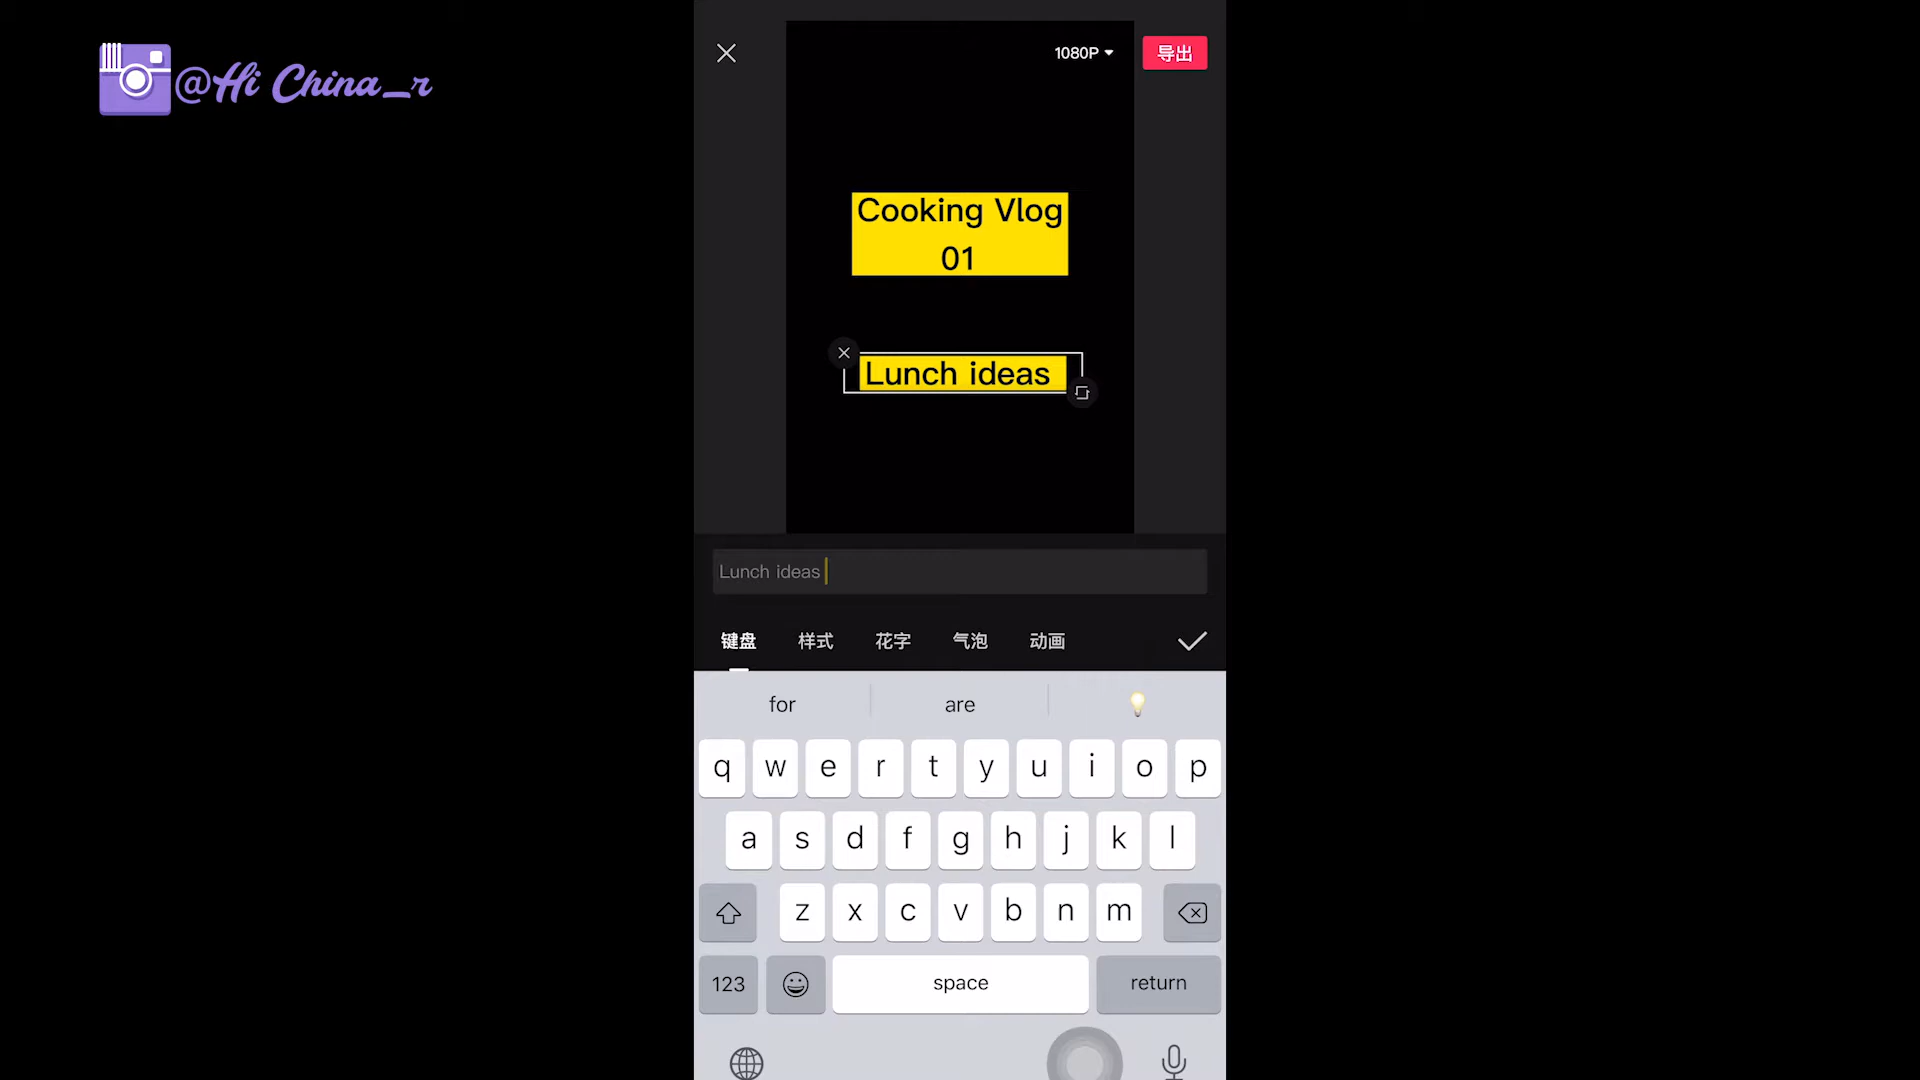 @Hi China_r
1080P
导出
Cooking Vlog
01
Lunch ideas
Lunch ideas
键盘 样式 花字 气泡 动画
for are
q w e r t y u i o p
a s d f g h j k l
z x c v b n m
123 space return